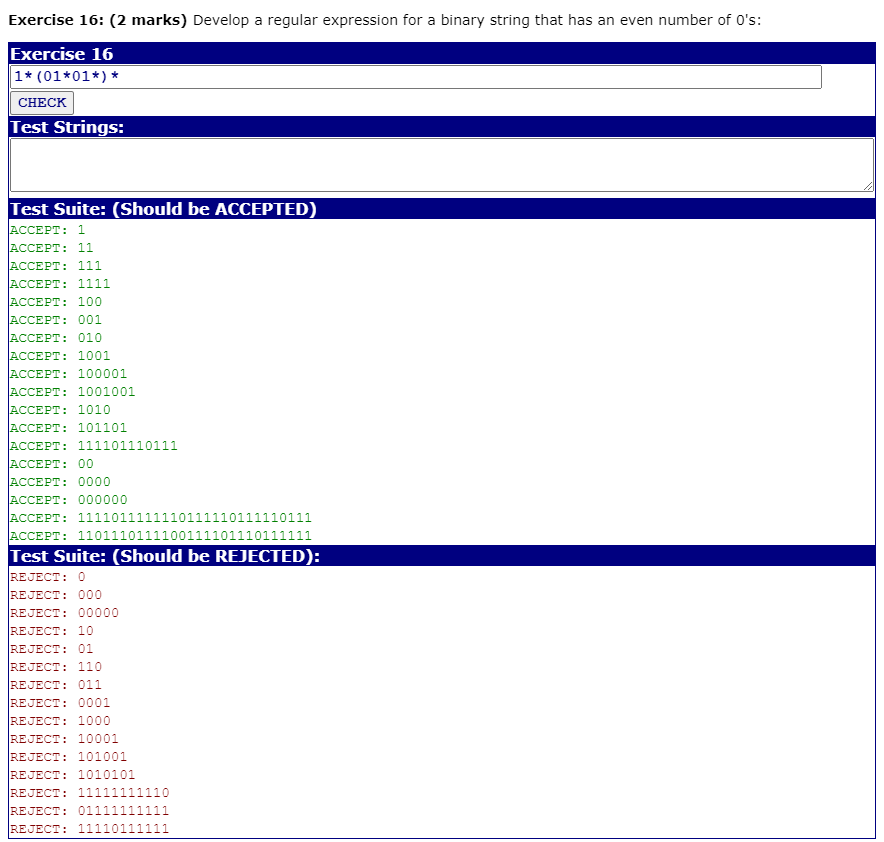 Exercise 16: (2 marks) Develop a regular expression for a binary string that has an even number of 0's:
Exercise 16
1*(01*01*)*
CHECK
Test Strings:
Test Suite: (Should be ACCEPTED)
ACCEPT: 1
ACCEPT: 11
ACCEPT: 111
ACCEPT: 1111
ACCEPT: 100
ACCEPT: 001
ACCEPT: 010
ACCEPT: 1001
ACCEPT: 100001
ACCEPT: 1001001
ACCEPT: 1010
ACCEPT: 101101
ACCEPT: 111101110111
ACCEPT: 00
ACCEPT: 0000
ACCEPT: 000000
ACCEPT: 1111011111110111110111110111
ACCEPT: 1101110111100111101110111111
Test Suite: (Should be REJECTED):
REJECT: 0
REJECT: 000
REJECT: 00000
REJECT: 10
REJECT: 01
REJECT: 110
REJECT: 011
REJECT: 0001
REJECT: 1000
REJECT: 10001
REJECT: 101001
REJECT: 1010101
REJECT: 11111111110
REJECT: 01111111111
REJECT: 11110111111